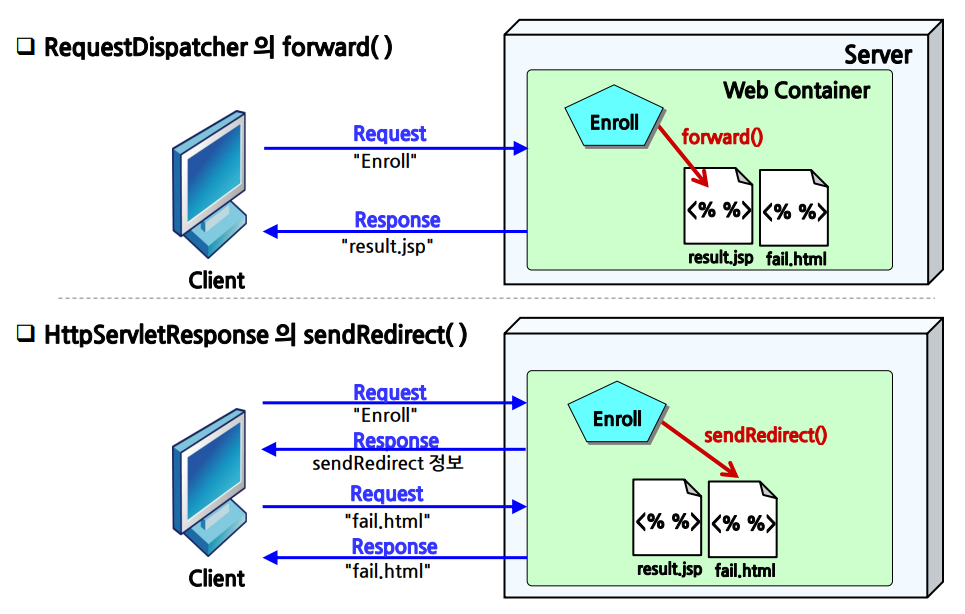 ❑ RequestDispatcher 의 forward( )
Server
Web Container
Enroll
forward()
Request
"Enroll"
Response
"result.jsp"
<% %>
<% %>
result.jsp
fail.html
Client
❑ HttpServletResponse 의 sendRedirect( )
Request
"Enroll"
Response
sendRedirect 정보
Request
"fail.html"
Response
"fail.html"
Client
Enroll
sendRedirect()
<% %>
<% %>
result.jsp
fail.html